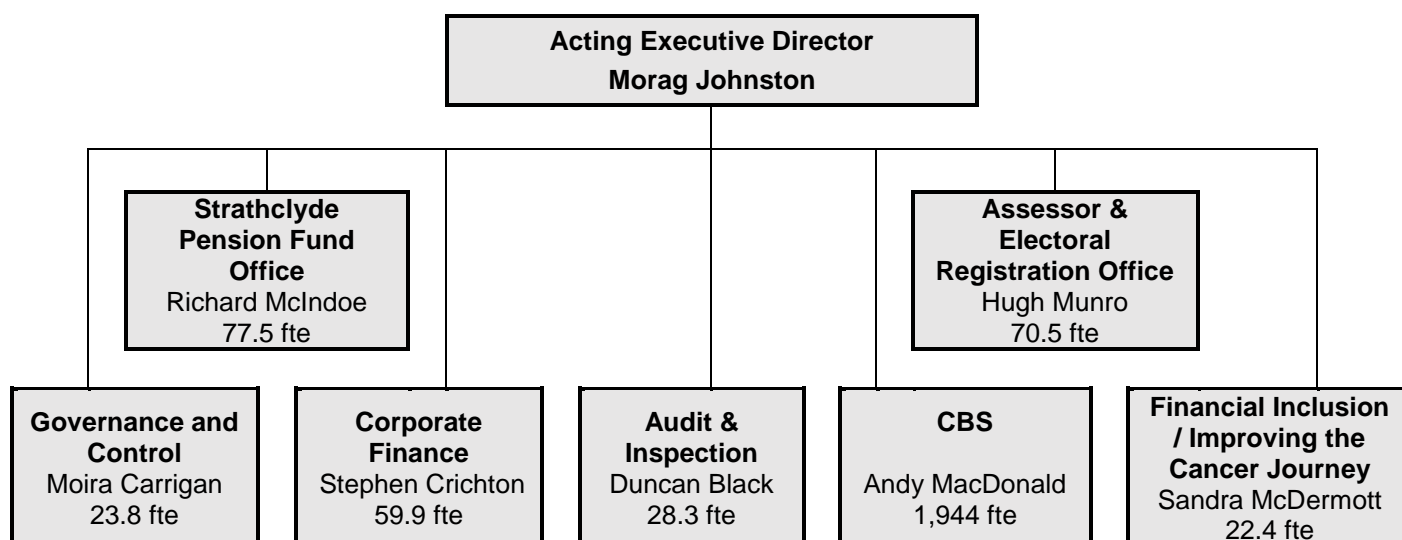 Acting Executive Director
Morag Johnston
Strathclyde
Pension Fund
Office
Richard McIndoe
77.5 fte
Assessor &
Electoral
Registration Office
Hugh Munro
70.5 fte
Governance and
Control
Moira Carrigan
23.8 fte
Corporate
Finance
Stephen Crichton
59.9 fte
Audit &
Inspection
Duncan Black
28.3 fte
CBS
Andy MacDonald
1,944 fte
Financial Inclusion
/ Improving the
Cancer Journey
Sandra McDermott
22.4 fte